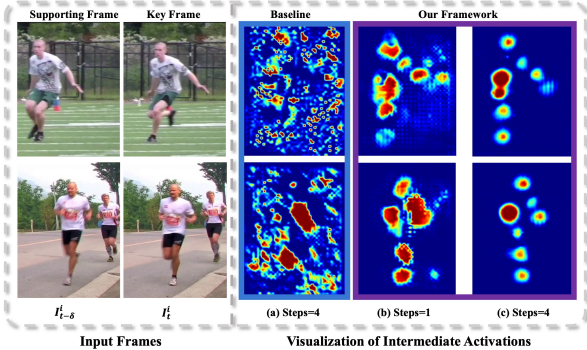 Supporting Frame Key Frame Baseline Our Framework
I^i_{t-δ} I^i_t (a) Steps=4 (b) Steps=1 (c) Steps=4
Input Frames Visualization of Intermediate Activations